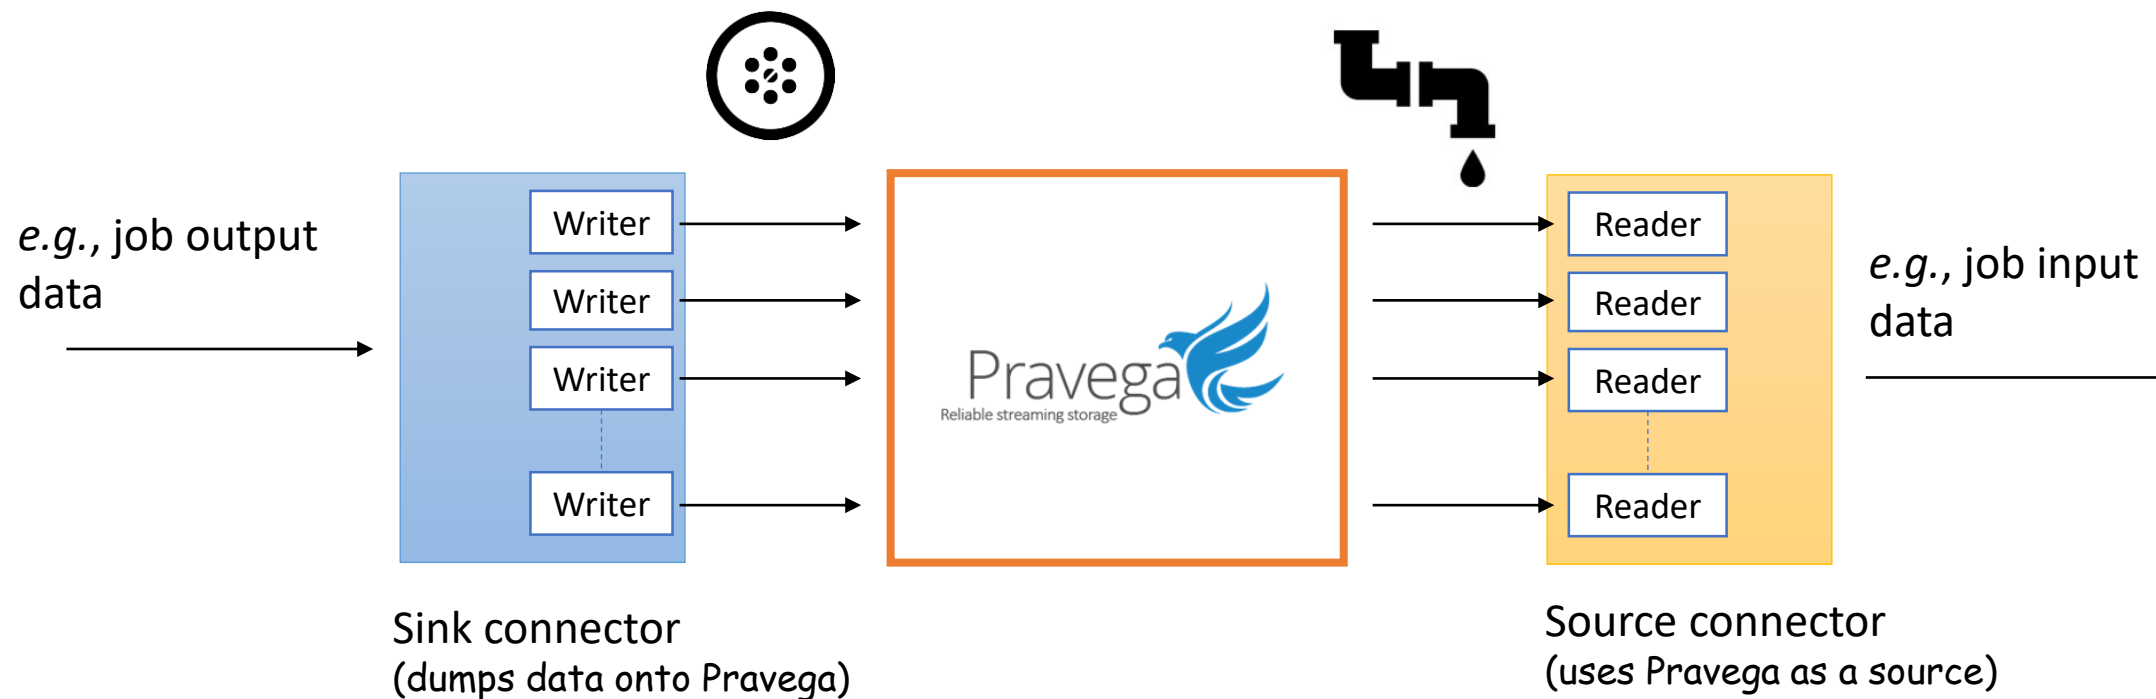 e.g., job output
data
Writer
Writer
Writer
Writer
Sink connector
(dumps data onto Pravega)
Pravega
Reliable streaming storage
Reader
Reader
Reader
Reader
Source connector
(uses Pravega as a source)
e.g., job input
data